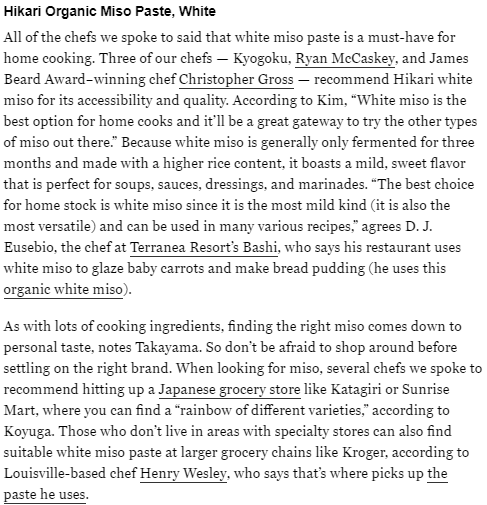 Hikari Organic Miso Paste, White
All of the chefs we spoke to said that white miso paste is a must-have for
home cooking. Three of our chefs — Kyogoku, Ryan McCaskey, and James
Beard Award–winning chef Christopher Gross — recommend Hikari white
miso for its accessibility and quality. According to Kim, “White miso is the
best option for home cooks and it’ll be a great gateway to try the other types
of miso out there.” Because white miso is generally only fermented for three
months and made with a higher rice content, it boasts a mild, sweet flavor
that is perfect for soups, sauces, dressings, and marinades. “The best choice
for home stock is white miso since it is the most mild kind (it is also the
most versatile) and can be used in many various recipes,” agrees D. J.
Eusebio, the chef at Terranea Resort’s Bashi, who says his restaurant uses
white miso to glaze baby carrots and make bread pudding (he uses this
organic white miso).
As with lots of cooking ingredients, finding the right miso comes down to
personal taste, notes Takayama. So don’t be afraid to shop around before
settling on the right brand. When looking for miso, several chefs we spoke to
recommend hitting up a Japanese grocery store like Katagiri or Sunrise
Mart, where you can find a “rainbow of different varieties,” according to
Koyuga. Those who don’t live in areas with specialty stores can also find
suitable white miso paste at larger grocery chains like Kroger, according to
Louisville-based chef Henry Wesley, who says that’s where picks up the
paste he uses.